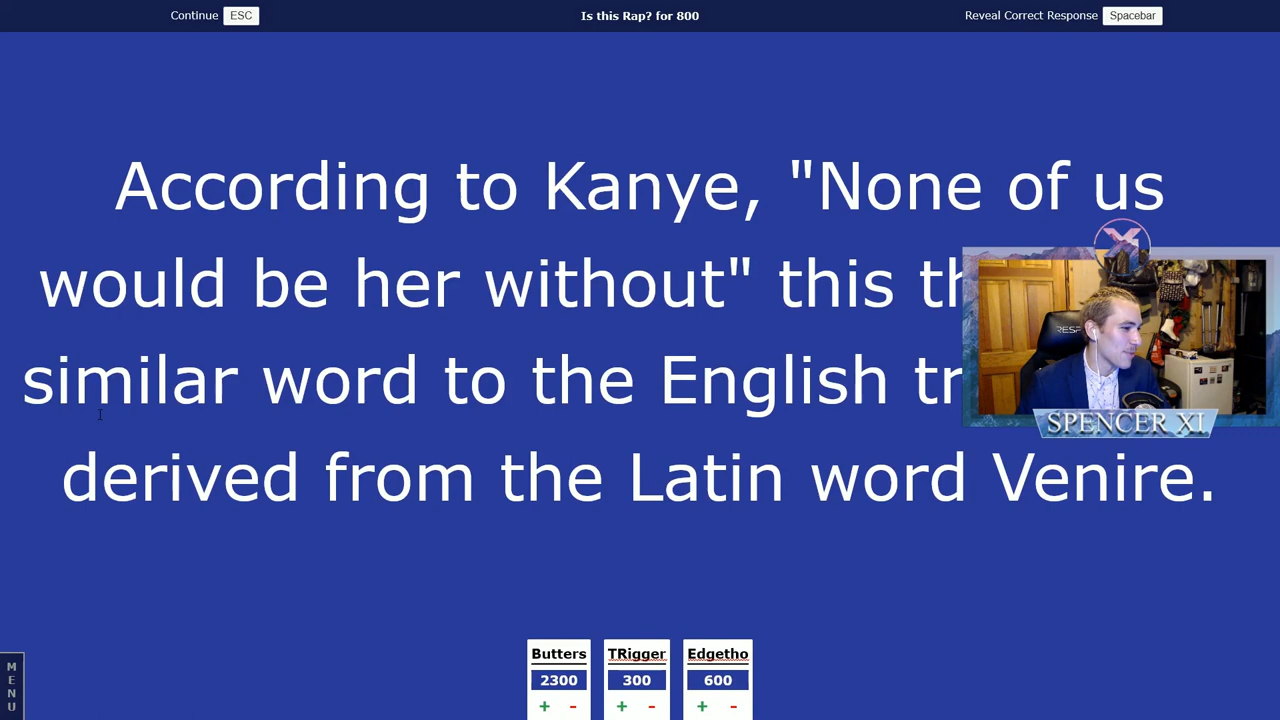 Continue ESC
Is this Rap? for 800
Reveal Correct Response Spacebar
According to Kanye, "None of us
would be her without" this
similar word to the English
derived from the Latin word Venire.
SPENCER XI
MENU
Butters TRigger Edgetho
2300 300 600
+ - + - + -